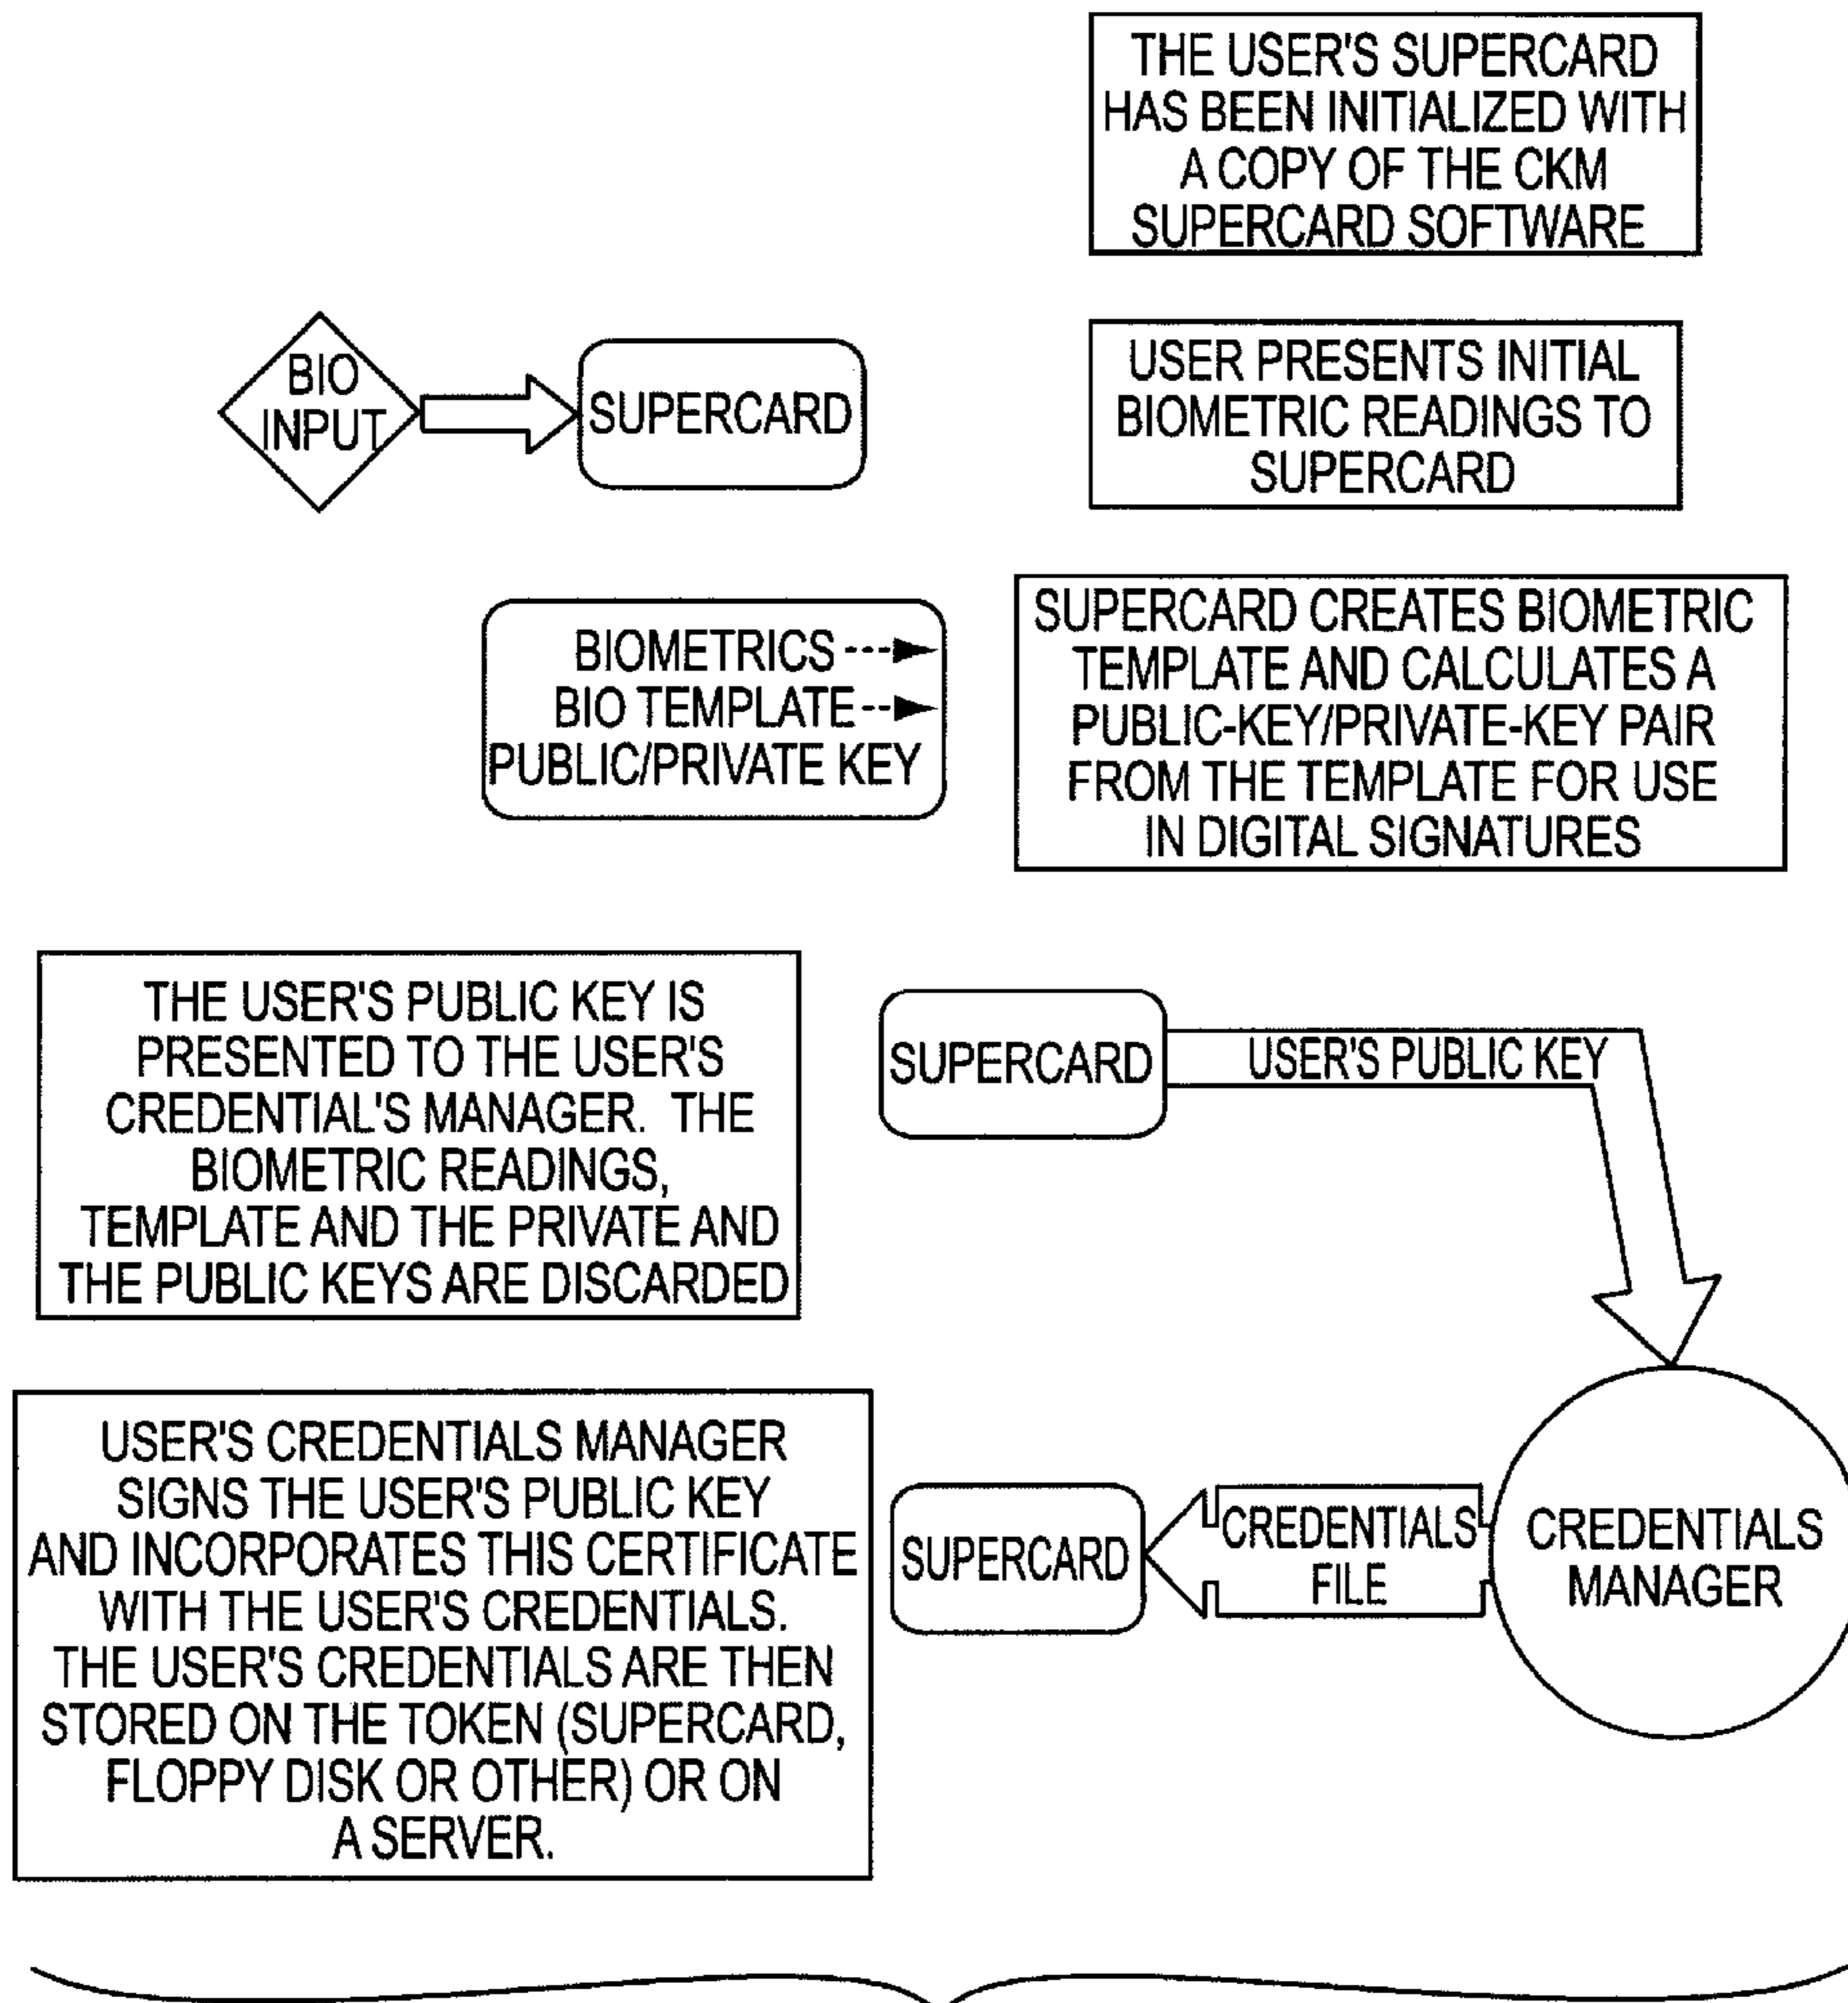 THE USER'S SUPERCARD
HAS BEEN INITIALIZED WITH
A COPY OF THE CKM
SUPERCARD SOFTWARE
BIO
INPUT
SUPERCARD
USER PRESENTS INITIAL
BIOMETRIC READINGS TO
SUPERCARD
BIOMETRICS
BIO TEMPLATE
PUBLIC/PRIVATE KEY
SUPERCARD CREATES BIOMETRIC
TEMPLATE AND CALCULATES A
PUBLIC-KEY/PRIVATE-KEY PAIR
FROM THE TEMPLATE FOR USE
IN DIGITAL SIGNATURES
THE USER'S PUBLIC KEY IS
PRESENTED TO THE USER'S
CREDENTIAL'S MANAGER. THE
BIOMETRIC READINGS,
TEMPLATE AND THE PRIVATE AND
THE PUBLIC KEYS ARE DISCARDED
SUPERCARD
USER'S PUBLIC KEY
USER'S CREDENTIALS MANAGER
SIGNS THE USER'S PUBLIC KEY
AND INCORPORATES THIS CERTIFICATE
WITH THE USER'S CREDENTIALS.
THE USER'S CREDENTIALS ARE THEN
STORED ON THE TOKEN (SUPERCARD,
FLOPPY DISK OR OTHER) OR ON
A SERVER.
SUPERCARD
CREDENTIALS
FILE
CREDENTIALS
MANAGER